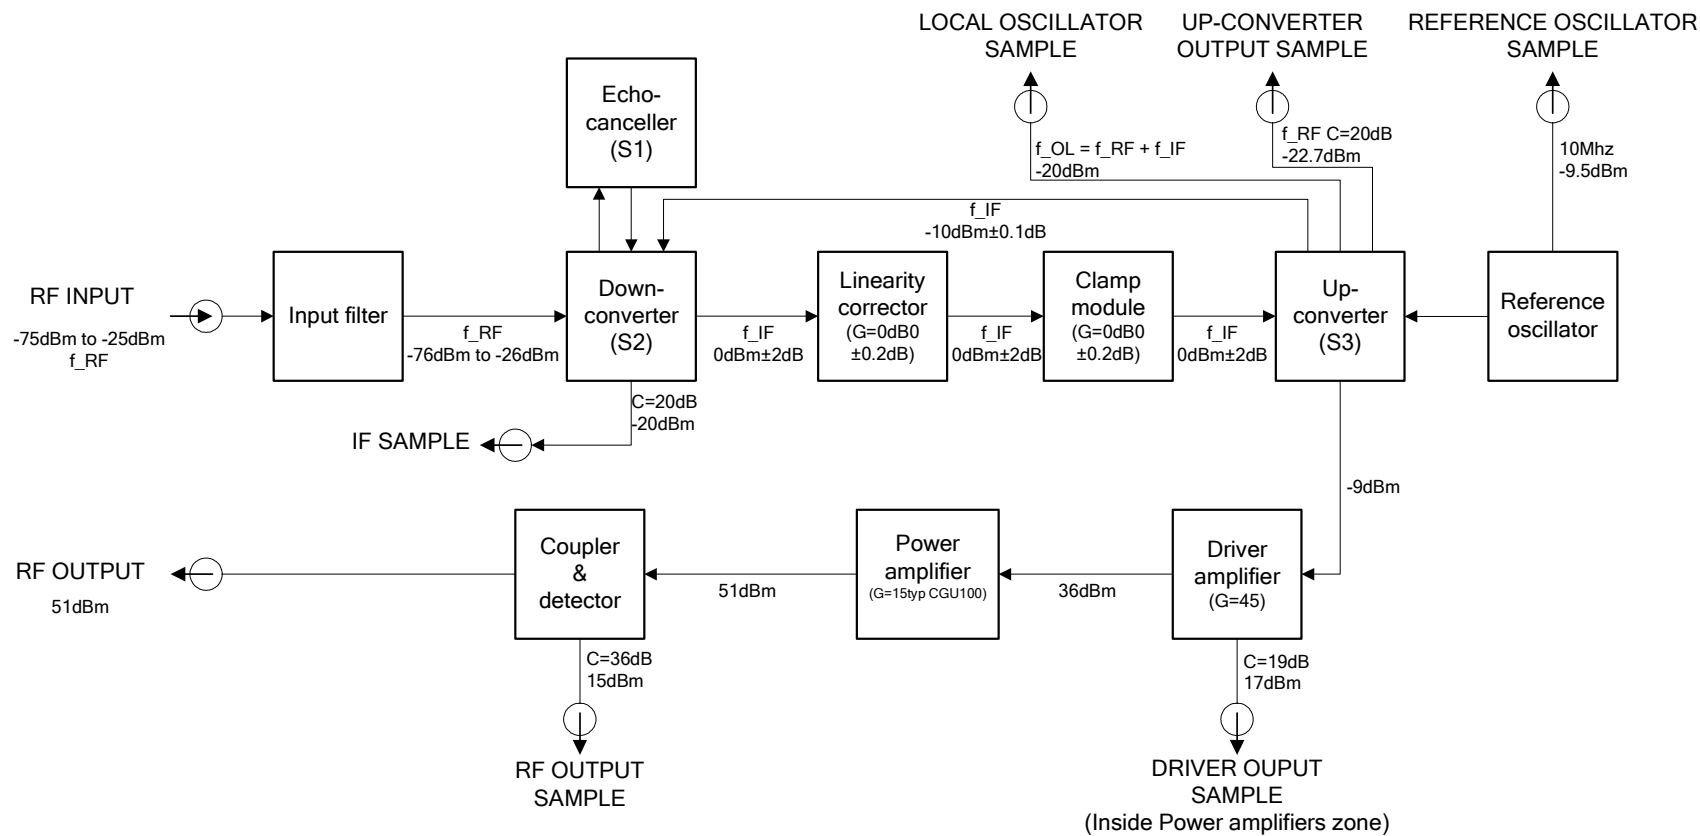 LOCAL OSCILLATOR
SAMPLE
UP-CONVERTER
OUTPUT SAMPLE
REFERENCE OSCILLATOR
SAMPLE
Echo-
canceller
(S1)
f_OL = f_RF + f_IF
-20dBm
f_RF C=20dB
-22.7dBm
10Mhz
-9.5dBm
f_IF
-10dBm±0.1dB
RF INPUT
-75dBm to -25dBm
f_RF
Input filter
f_RF
-76dBm to -26dBm
Down-
converter
(S2)
f_IF
0dBm±2dB
Linearity
corrector
(G=0dB0
±0.2dB)
f_IF
0dBm±2dB
Clamp
module
(G=0dB0
±0.2dB)
f_IF
0dBm±2dB
Up-
converter
(S3)
Reference
oscillator
C=20dB
-20dBm
IF SAMPLE
-9dBm
RF OUTPUT
51dBm
Coupler
&
detector
51dBm
Power
amplifier
(G=15typ CGU100)
36dBm
Driver
amplifier
(G=45)
C=36dB
15dBm
C=19dB
17dBm
RF OUTPUT
SAMPLE
DRIVER OUPUT
SAMPLE
(Inside Power amplifiers zone)